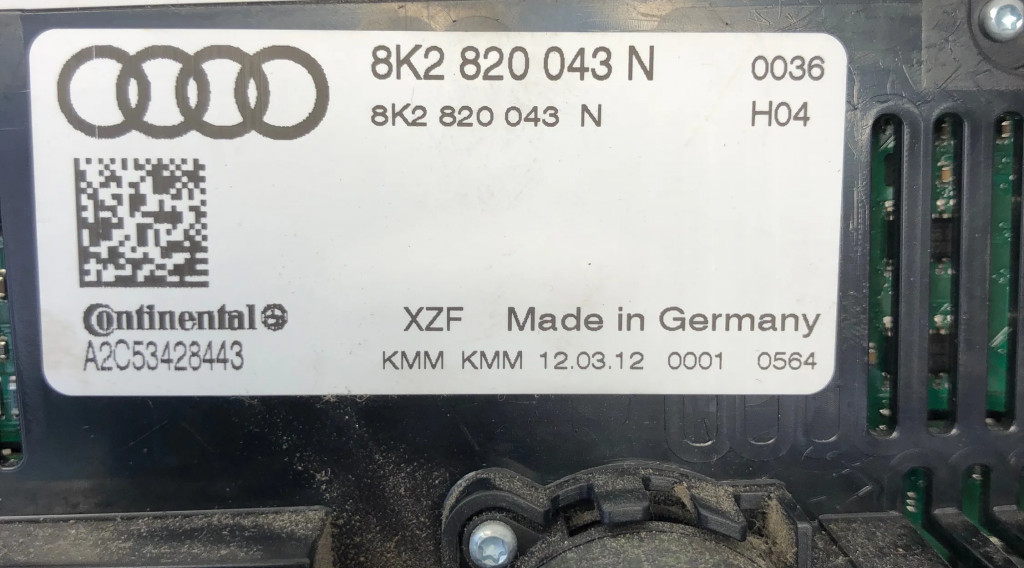 8K2 820 043 N 0036
8K2 820 043 N H04
Continental
A2C53428443
XZF Made in Germany
KMM KMM 12.03.12 0001 0564